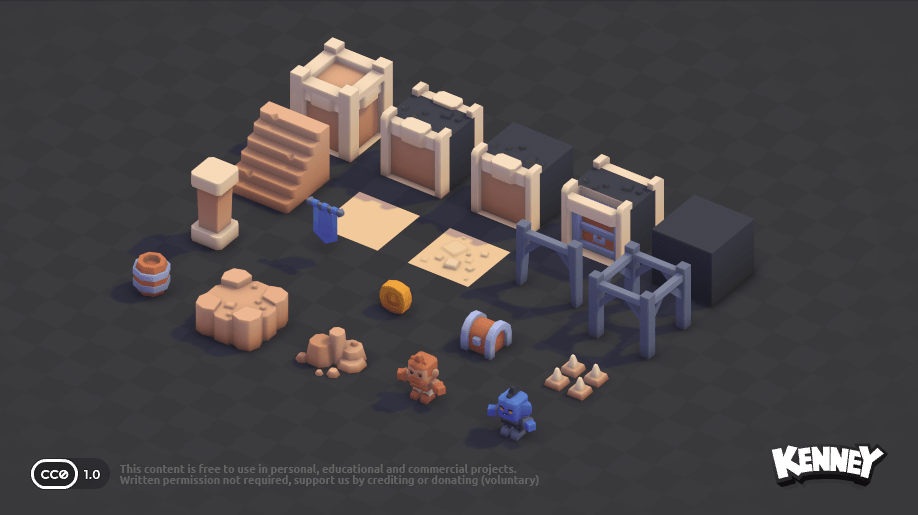 CC0 1.0
This content is free to use in personal, educational and commercial projects.
Written permission not required, support us by crediting or donating (voluntary)
KENNEY